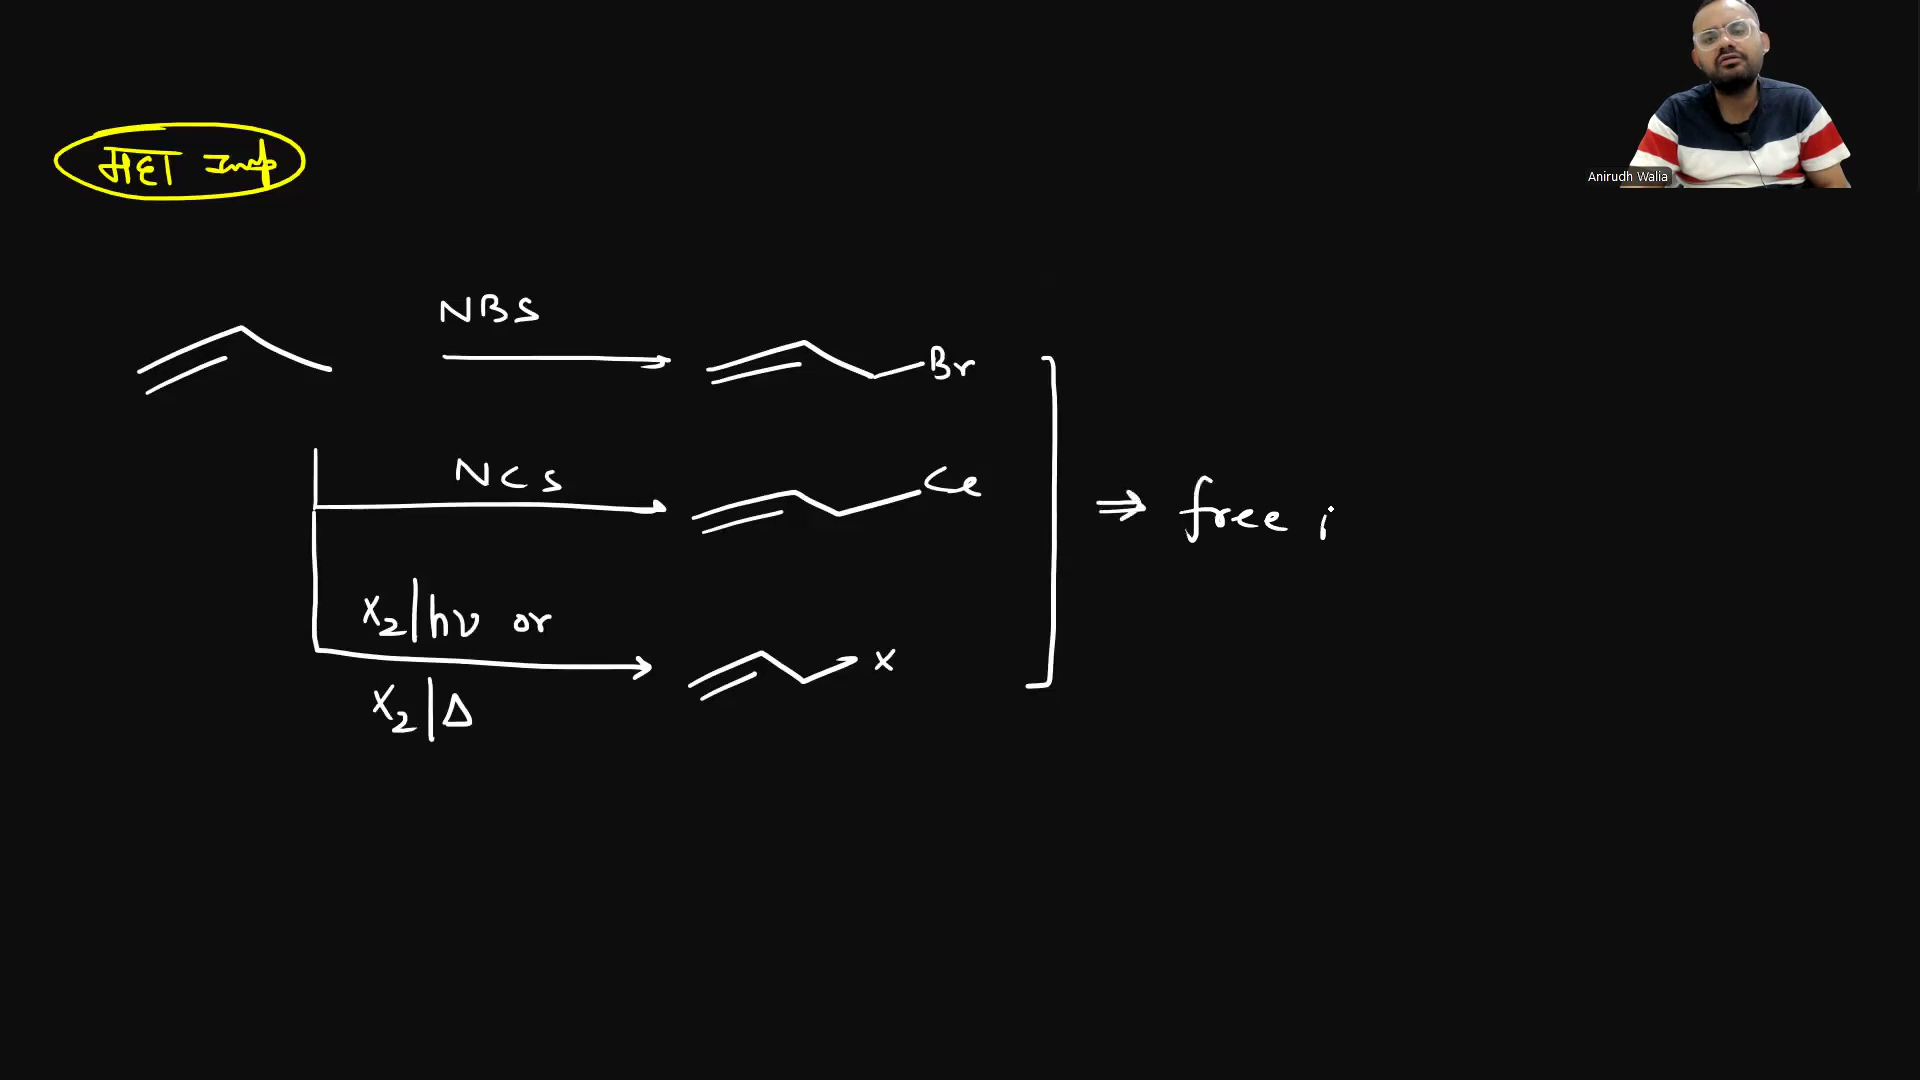 Anirudh Walia
महा Imp
NBS
Br
NCs
Cl
⇒ free i
X₂|hν or
X
X₂|Δ